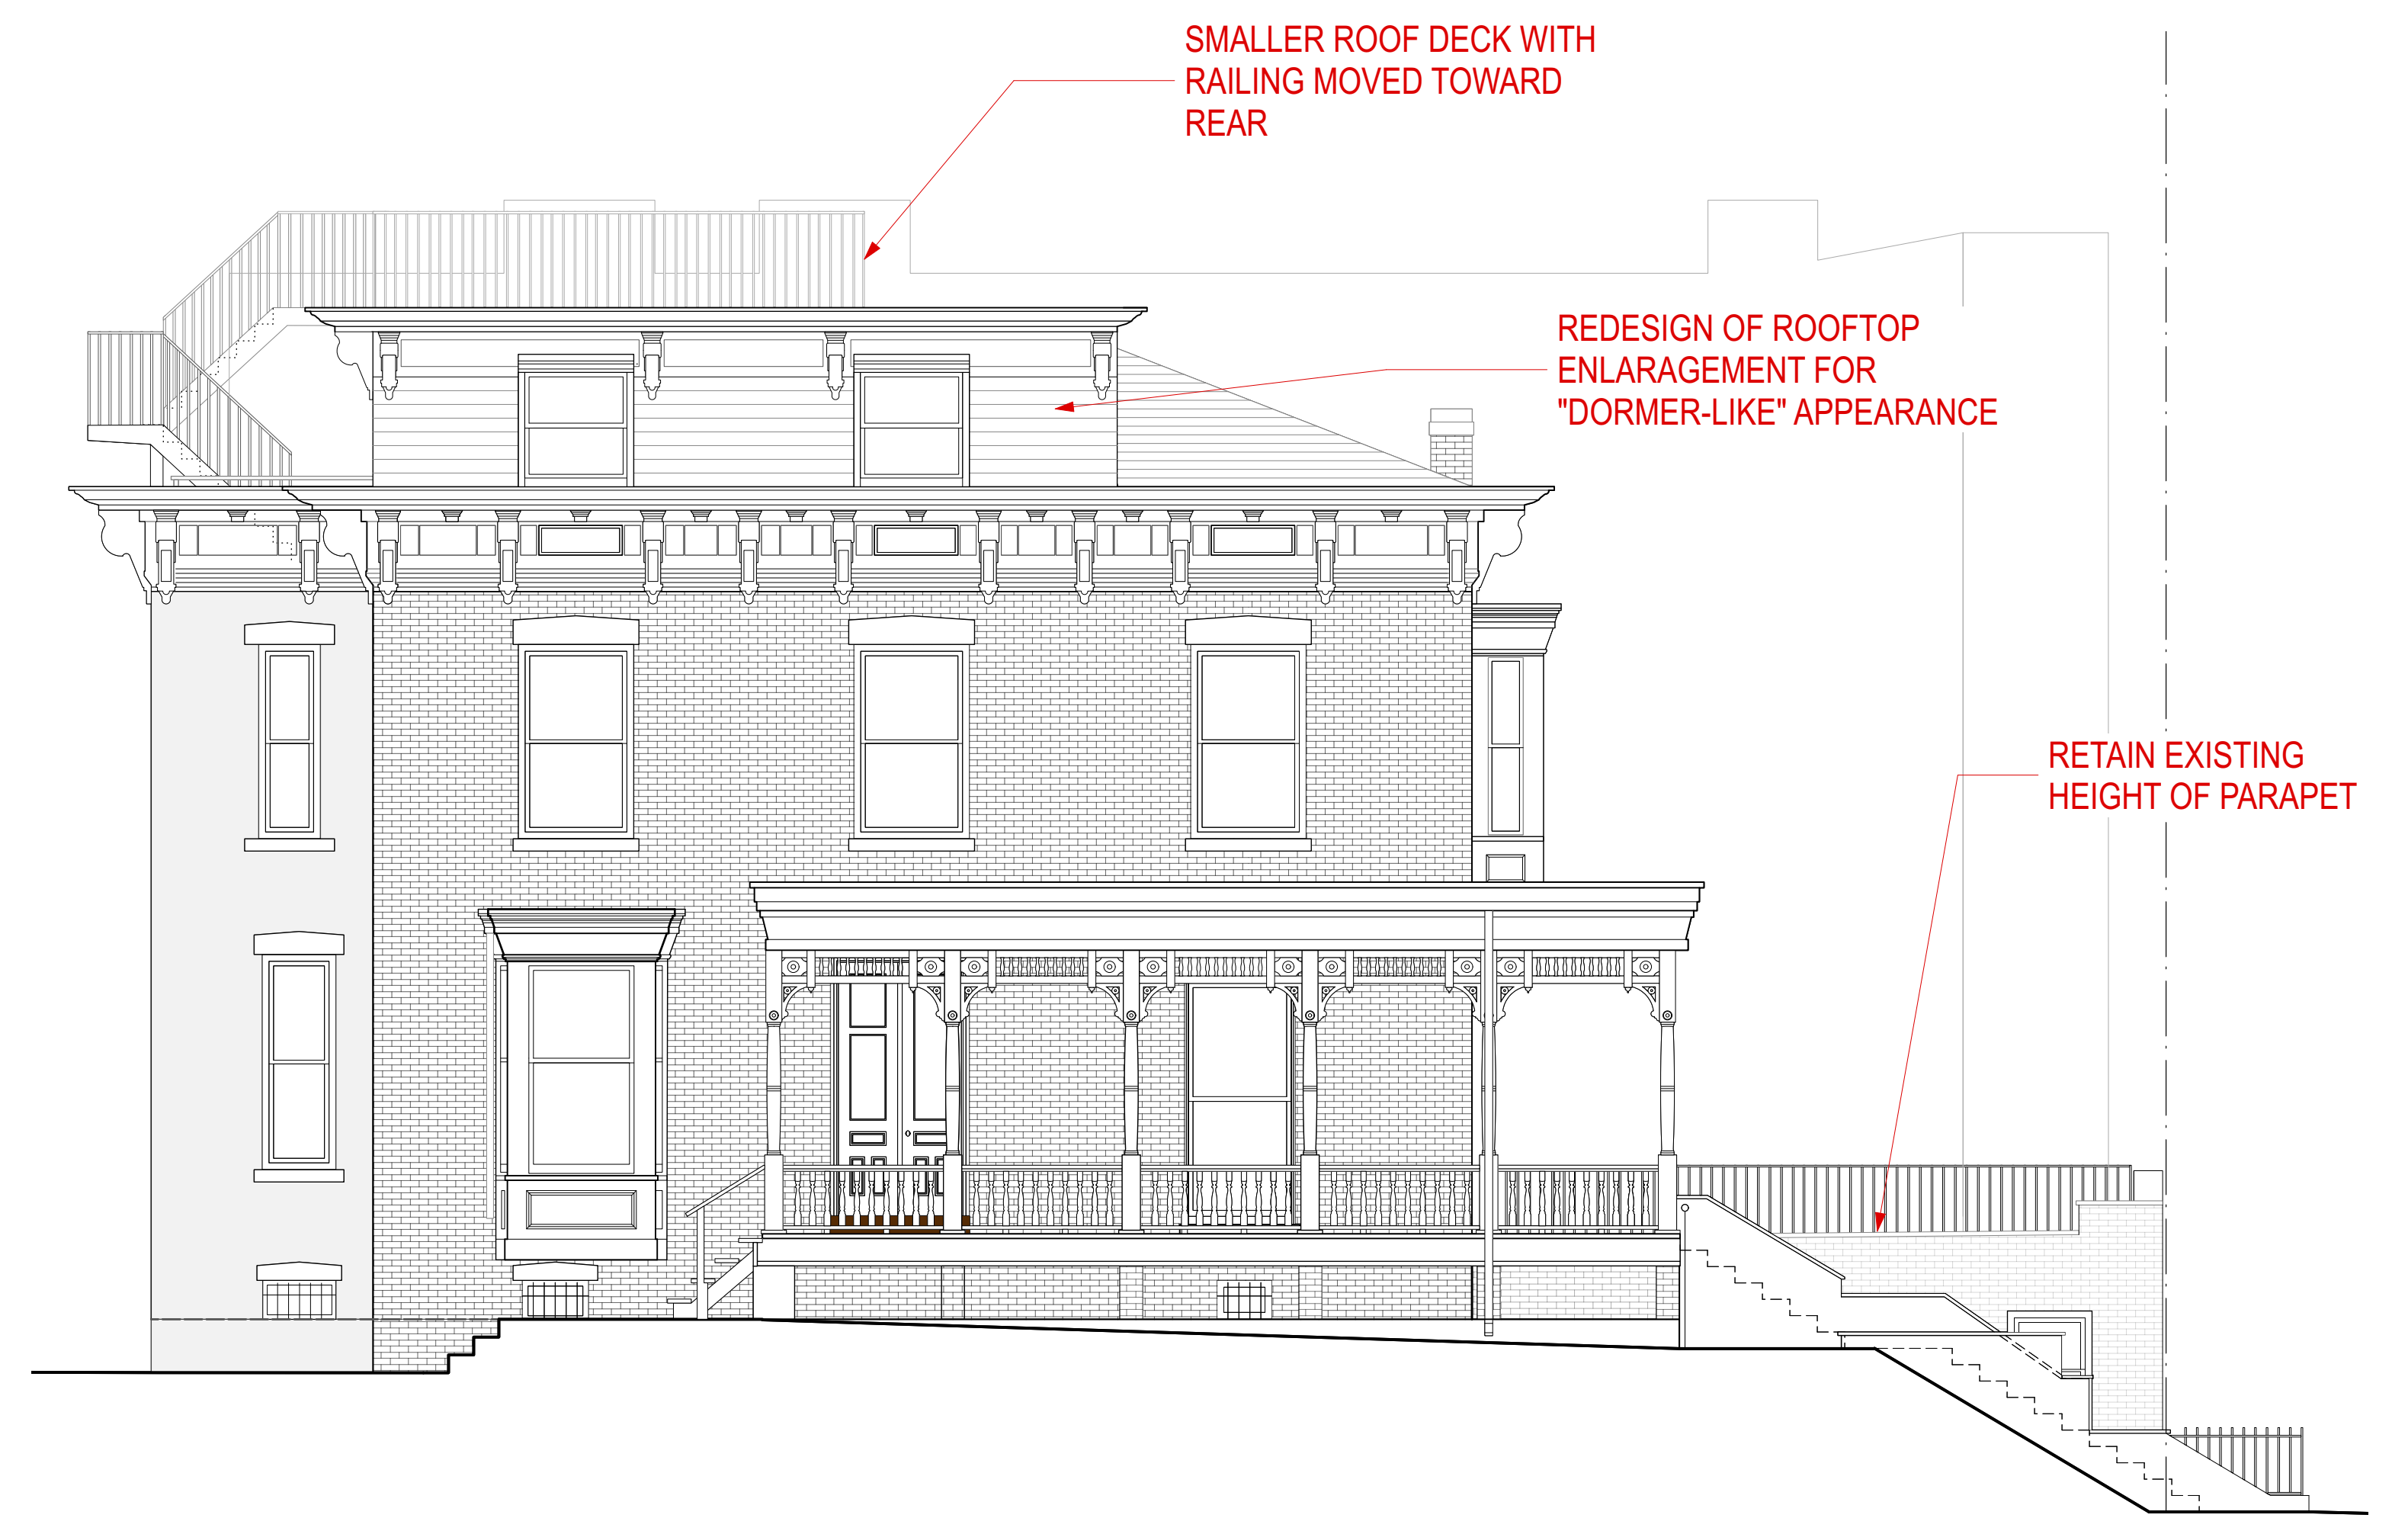 SMALLER ROOF DECK WITH
RAILING MOVED TOWARD
REAR
REDESIGN OF ROOFTOP
ENLARAGEMENT FOR
"DORMER-LIKE" APPEARANCE
RETAIN EXISTING
HEIGHT OF PARAPET